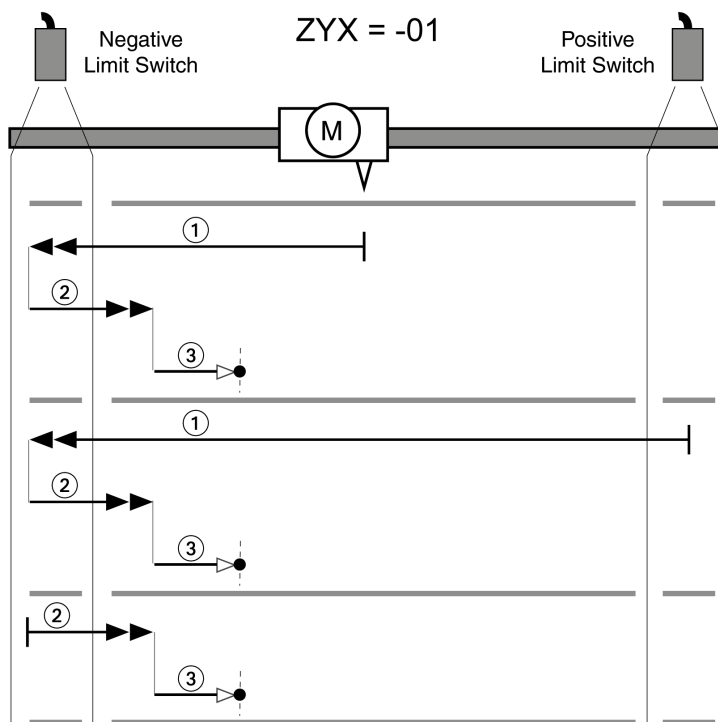 ZYX = -01
Negative
Limit Switch
Positive
Limit Switch
M
1
2
3
1
2
3
2
3